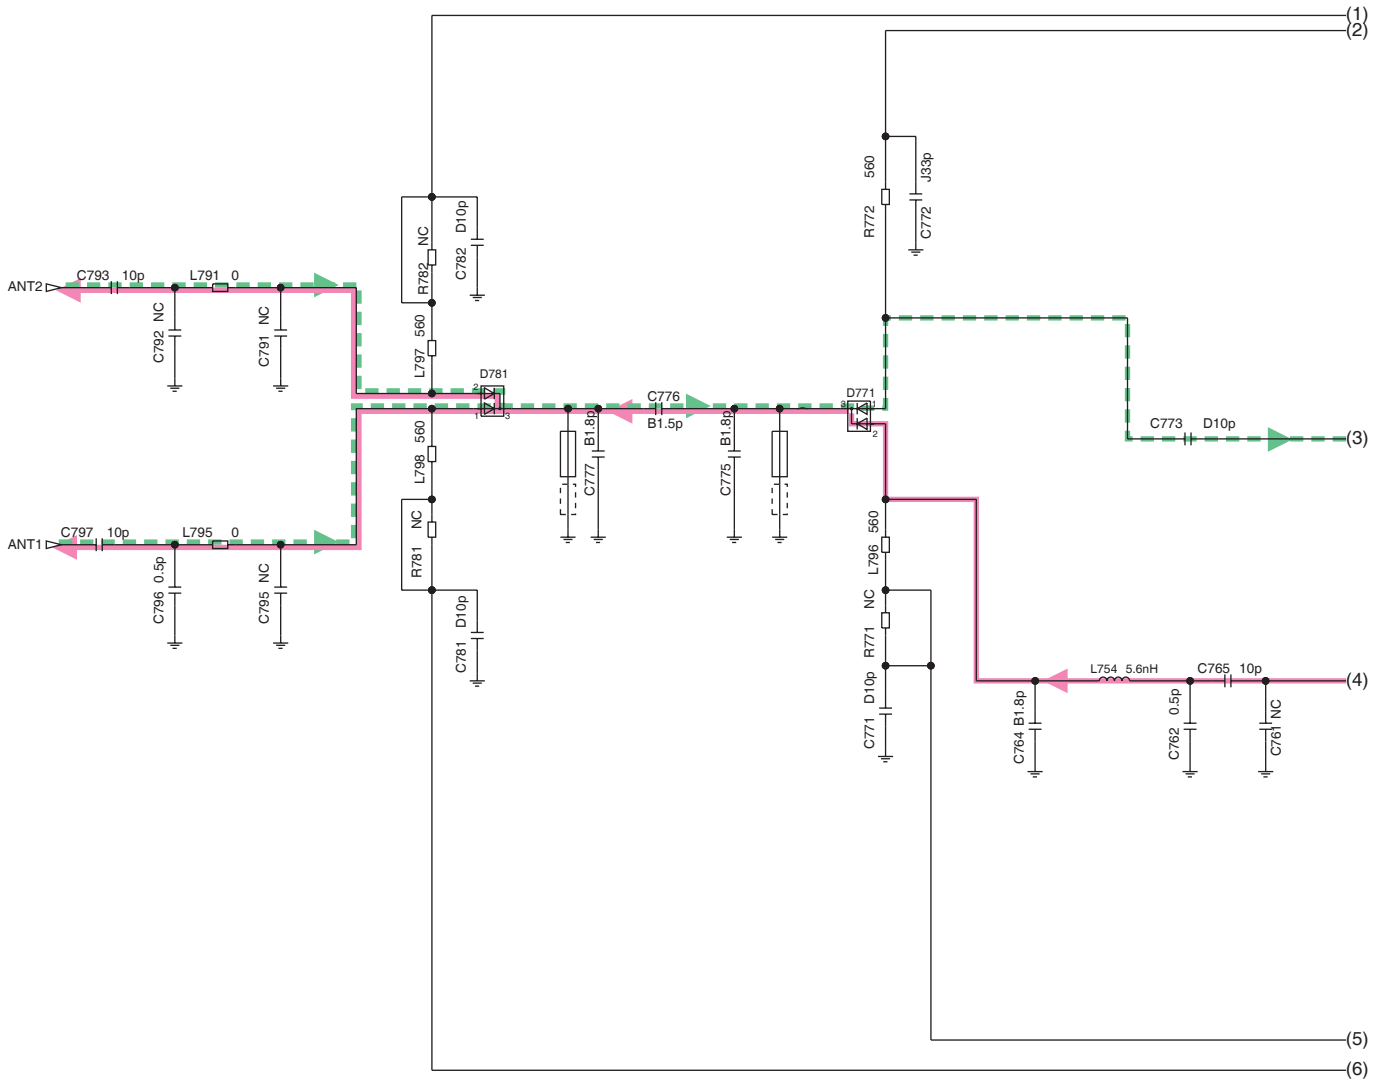 (1)
(2)
560
J33p
R772
C772
D10p
NC
R782
C782
C793 10p
L791 0
ANT2
NC
C792
NC
C791
560
L797
D781
2
1
3
C776
B1.5p
D771
3
1
2
560
L798
B1.8p
C777
B1.8p
C775
C773 D10p
(3)
C797 10p
L795 0
ANT1
0.5p
C796
NC
C795
NC
R781
D10p
C781
560
L796
NC
R771
D10p
C771
L754 5.6nH
C765 10p
(4)
B1.8p
C764
0.5p
C762
NC
C761
(5)
(6)